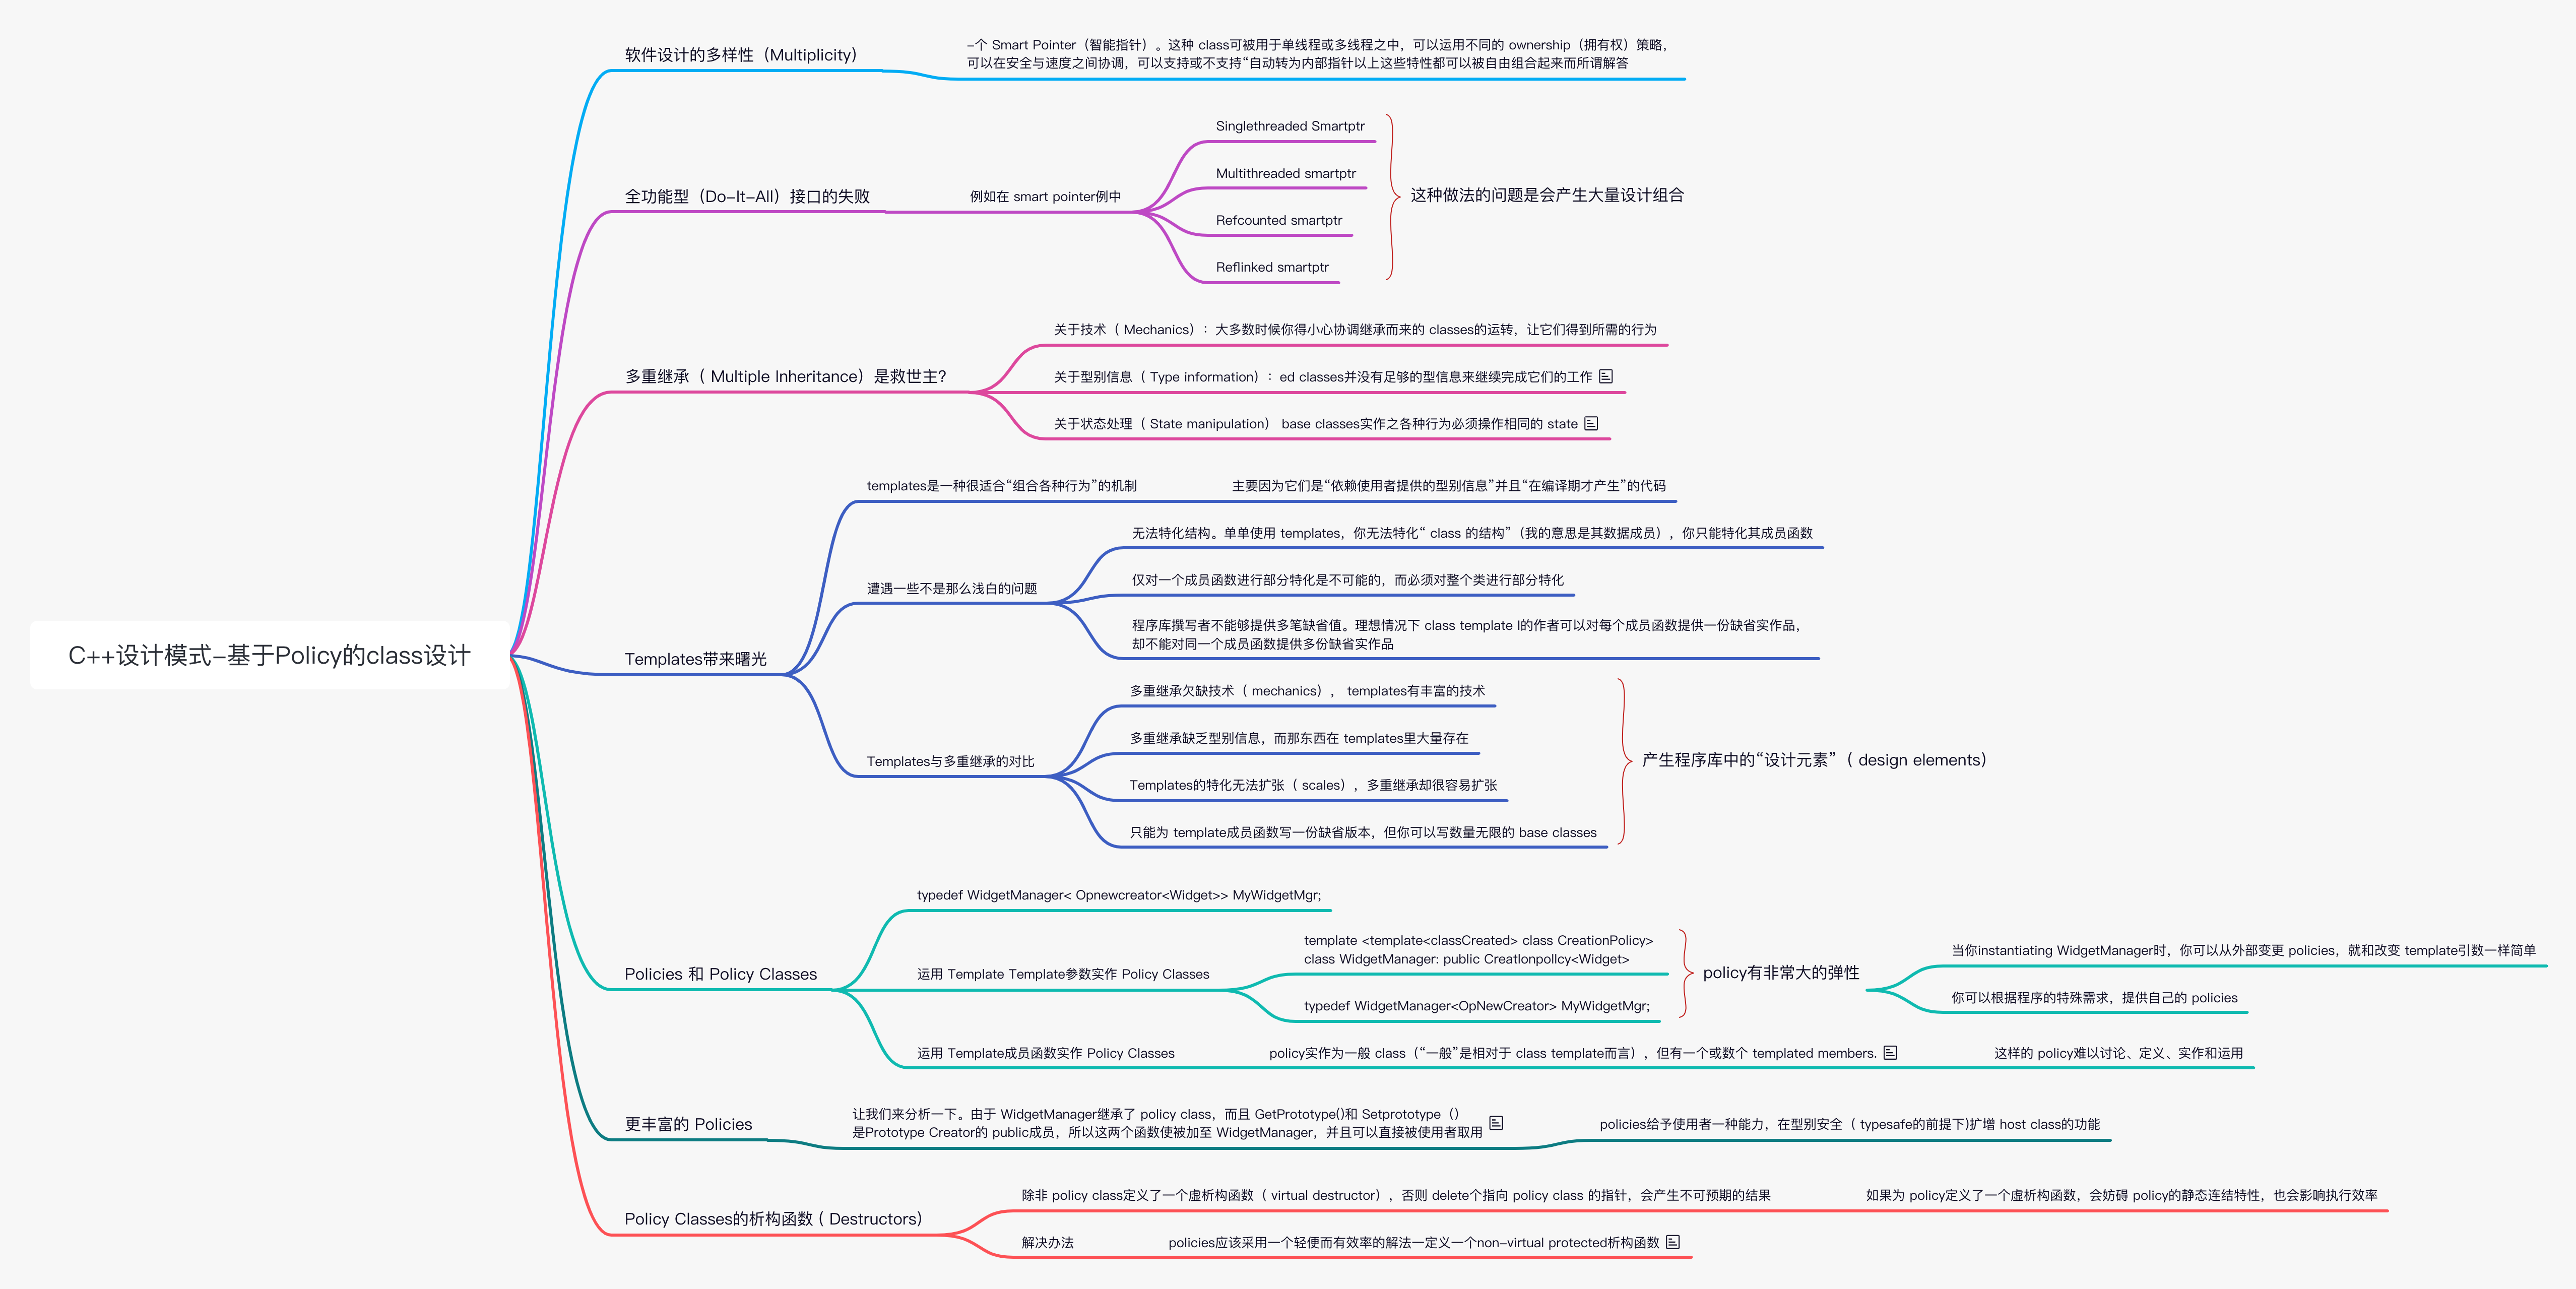 C++设计模式-基于Policy的class设计
软件设计的多样性（Multiplicity）
-个 Smart Pointer（智能指针）。这种 class可被用于单线程或多线程之中，可以运用不同的 ownership（拥有权）策略，
可以在安全与速度之间协调，可以支持或不支持“自动转为内部指针以上这些特性都可以被自由组合起来而所谓解答
全功能型（Do-It-All）接口的失败
例如在 smart pointer例中
Singlethreaded Smartptr
Multithreaded smartptr
Refcounted smartptr
Reflinked smartptr
这种做法的问题是会产生大量设计组合
多重继承（ Multiple Inheritance）是救世主?
关于技术（ Mechanics）：大多数时候你得小心协调继承而来的 classes的运转，让它们得到所需的行为
关于型别信息（ Type information）：ed classes并没有足够的型信息来继续完成它们的工作
关于状态处理（ State manipulation） base classes实作之各种行为必须操作相同的 state
Templates带来曙光
templates是一种很适合“组合各种行为”的机制
主要因为它们是“依赖使用者提供的型别信息”并且“在编译期才产生”的代码
遭遇一些不是那么浅白的问题
无法特化结构。单单使用 templates，你无法特化“ class 的结构”（我的意思是其数据成员），你只能特化其成员函数
仅对一个成员函数进行部分特化是不可能的，而必须对整个类进行部分特化
程序库撰写者不能够提供多笔缺省值。理想情况下 class template l的作者可以对每个成员函数提供一份缺省实作品，
却不能对同一个成员函数提供多份缺省实作品
Templates与多重继承的对比
多重继承欠缺技术（ mechanics）， templates有丰富的技术
多重继承缺乏型别信息，而那东西在 templates里大量存在
Templates的特化无法扩张（ scales），多重继承却很容易扩张
只能为 template成员函数写一份缺省版本，但你可以写数量无限的 base classes
产生程序库中的“设计元素”（ design elements）
Policies 和 Policy Classes
typedef WidgetManager< Opnewcreator<Widget>> MyWidgetMgr;
运用 Template Template参数实作 Policy Classes
template <template<classCreated> class CreationPolicy>
class WidgetManager: public Creatlonpollcy<Widget>
typedef WidgetManager<OpNewCreator> MyWidgetMgr;
policy有非常大的弹性
当你instantiating WidgetManager时，你可以从外部变更 policies，就和改变 template引数一样简单
你可以根据程序的特殊需求，提供自己的 policies
运用 Template成员函数实作 Policy Classes
policy实作为一般 class（“一般”是相对于 class template而言），但有一个或数个 templated members.
这样的 policy难以讨论、定义、实作和运用
更丰富的 Policies
让我们来分析一下。由于 WidgetManager继承了 policy class，而且 GetPrototype()和 Setprototype（）
是Prototype Creator的 public成员，所以这两个函数使被加至 WidgetManager，并且可以直接被使用者取用
policies给予使用者一种能力，在型别安全（ typesafe的前提下)扩增 host class的功能
Policy Classes的析构函数 ( Destructors)
除非 policy class定义了一个虚析构函数（ virtual destructor），否则 delete个指向 policy class 的指针，会产生不可预期的结果
如果为 policy定义了一个虚析构函数，会妨碍 policy的静态连结特性，也会影响执行效率
解决办法
policies应该采用一个轻便而有效率的解法一定义一个non-virtual protected析构函数